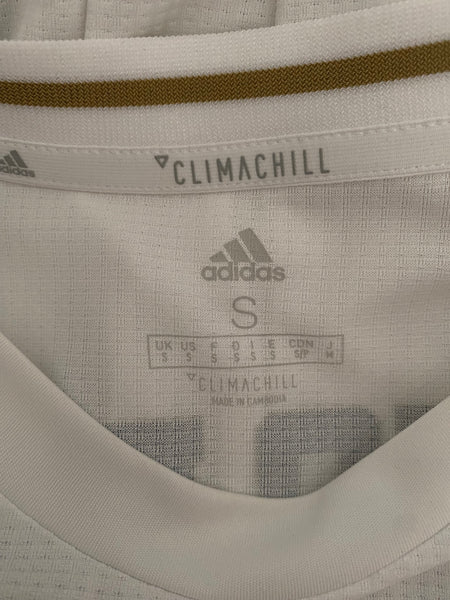 adidas
CLIMACHILL
adidas
S
UK US F D I E CDN J
S S S S S S S/P M
CLIMACHILL
MADE IN CAMBODIA